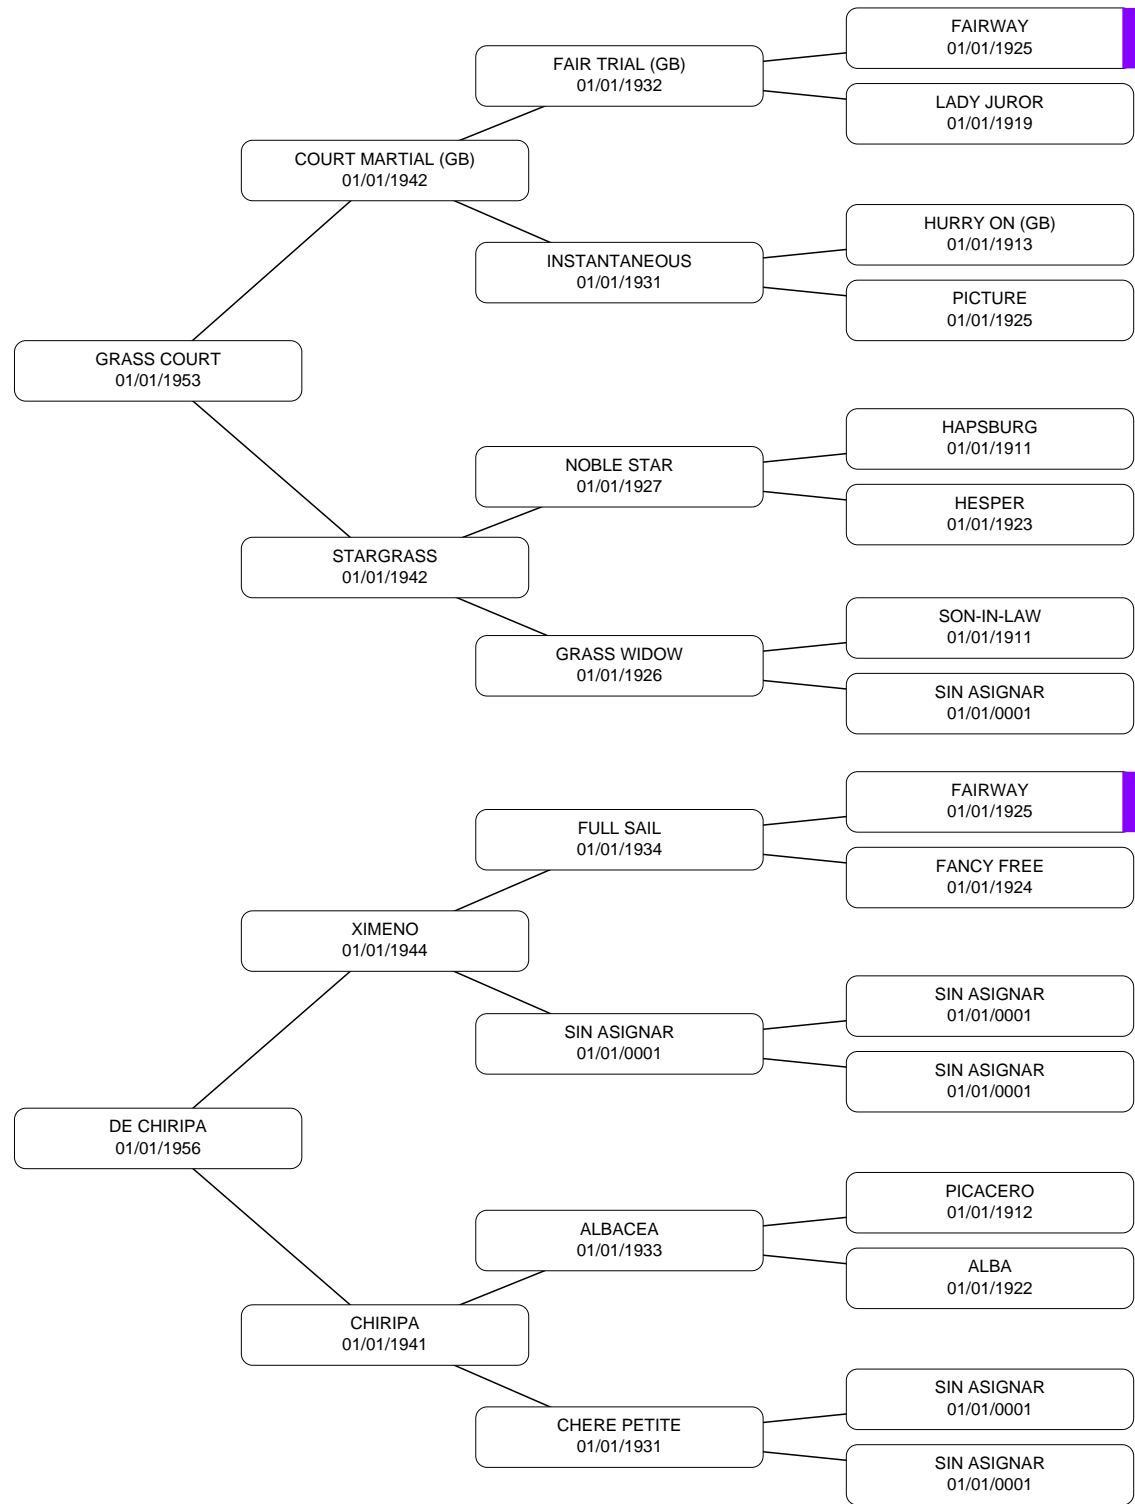 FAIRWAY
01/01/1925
FAIR TRIAL (GB)
01/01/1932
LADY JUROR
01/01/1919
COURT MARTIAL (GB)
01/01/1942
HURRY ON (GB)
01/01/1913
INSTANTANEOUS
01/01/1931
PICTURE
01/01/1925
GRASS COURT
01/01/1953
HAPSBURG
01/01/1911
NOBLE STAR
01/01/1927
HESPER
01/01/1923
STARGRASS
01/01/1942
SON-IN-LAW
01/01/1911
GRASS WIDOW
01/01/1926
SIN ASIGNAR
01/01/0001
FAIRWAY
01/01/1925
FULL SAIL
01/01/1934
FANCY FREE
01/01/1924
XIMENO
01/01/1944
SIN ASIGNAR
01/01/0001
SIN ASIGNAR
01/01/0001
SIN ASIGNAR
01/01/0001
DE CHIRIPA
01/01/1956
PICACERO
01/01/1912
ALBACEA
01/01/1933
ALBA
01/01/1922
CHIRIPA
01/01/1941
SIN ASIGNAR
01/01/0001
CHERE PETITE
01/01/1931
SIN ASIGNAR
01/01/0001